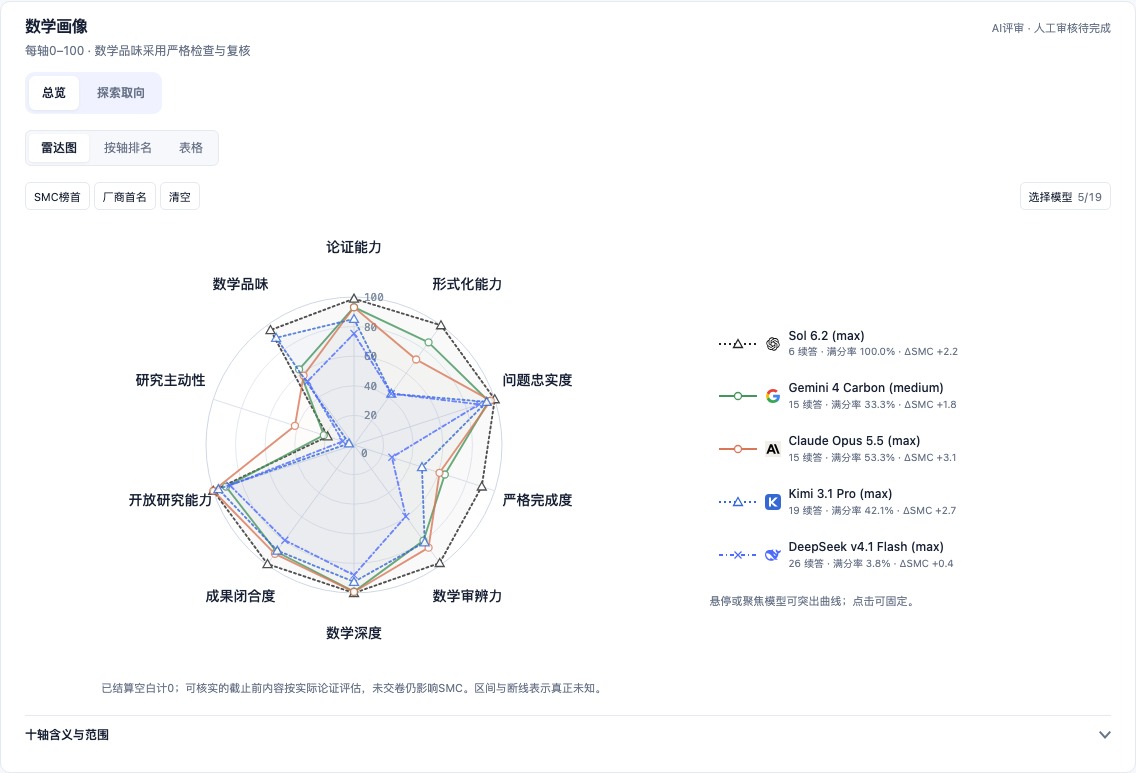 数学画像
AI评审 · 人工审核待完成
每轴0–100 · 数学品味采用严格检查与复核
总览 探索取向
雷达图 按轴排名 表格
SMC榜首 厂商首名 清空
选择模型 5/19
论证能力
数学品味 形式化能力
100
80
60
40
20
0
研究主动性 问题忠实度
开放研究能力 严格完成度
成果闭合度 数学审辨力
数学深度
Sol 6.2 (max)
6 续答 · 满分率 100.0% · ΔSMC +2.2
Gemini 4 Carbon (medium)
15 续答 · 满分率 33.3% · ΔSMC +1.8
Claude Opus 5.5 (max)
15 续答 · 满分率 53.3% · ΔSMC +3.1
Kimi 3.1 Pro (max)
19 续答 · 满分率 42.1% · ΔSMC +2.7
DeepSeek v4.1 Flash (max)
26 续答 · 满分率 3.8% · ΔSMC +0.4
悬停或聚焦模型可突出曲线；点击可固定。
已结算空白计0；可核实的截止前内容按实际论证评估，未交卷仍影响SMC。区间与断线表示真正未知。
十轴含义与范围